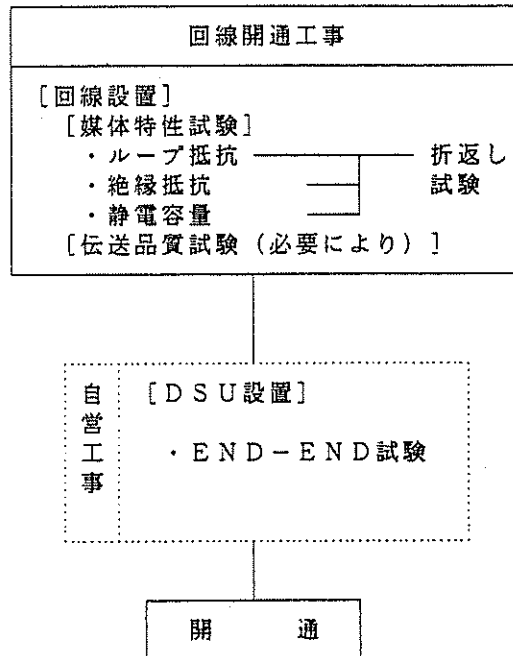 回線開通工事
[回線設置]
[媒体特性試験]
・ループ抵抗 折返し
・絶縁抵抗 試験
・静電容量
[伝送品質試験(必要により)]
自営工事
[DSU設置]
・END-END試験
開 通